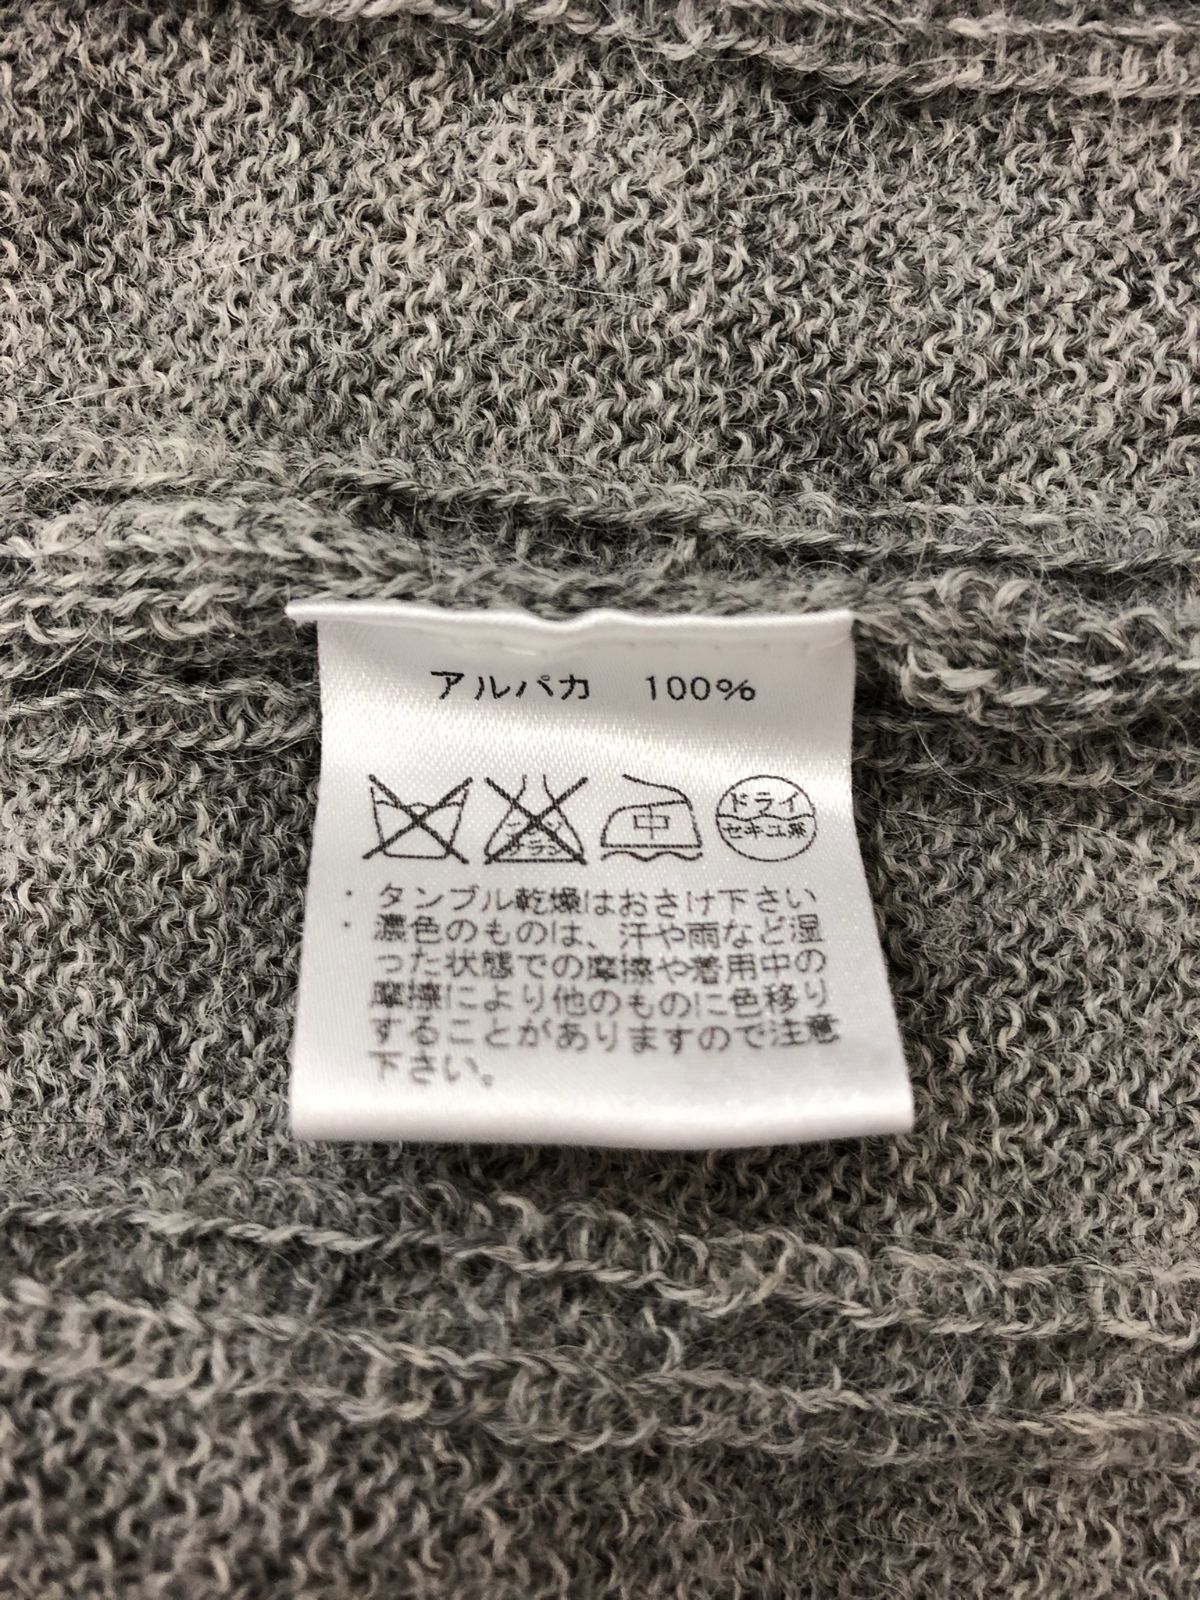 アルパカ 100%
中
ドライ
セキユ系
・タンブル乾燥はおさけ下さい
・濃色のものは、汗や雨など湿
った状態での摩擦や着用中の
摩擦により他のものに色移り
することがありますので注意
下さい。